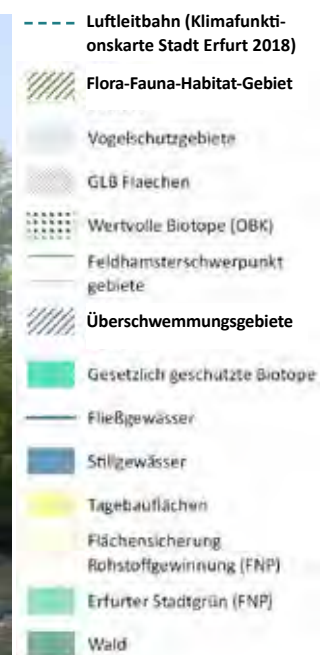 Luftleitbahn (Klimafunkti-
onskarte Stadt Erfurt 2018)
Flora-Fauna-Habitat-Gebiet
Vogelschutzgebiete
GLB Flaechen
Wertvolle Biotope (OBK)
Feldhamsterschwerpunkt
gebiete
Überschwemmungsgebiete
Gesetzlich geschützte Biotope
Fließgewässer
Stillgewässer
Tagebauflächen
Flächensicherung
Rohstoffgewinnung (FNP)
Erfurter Stadtgrün (FNP)
Wald